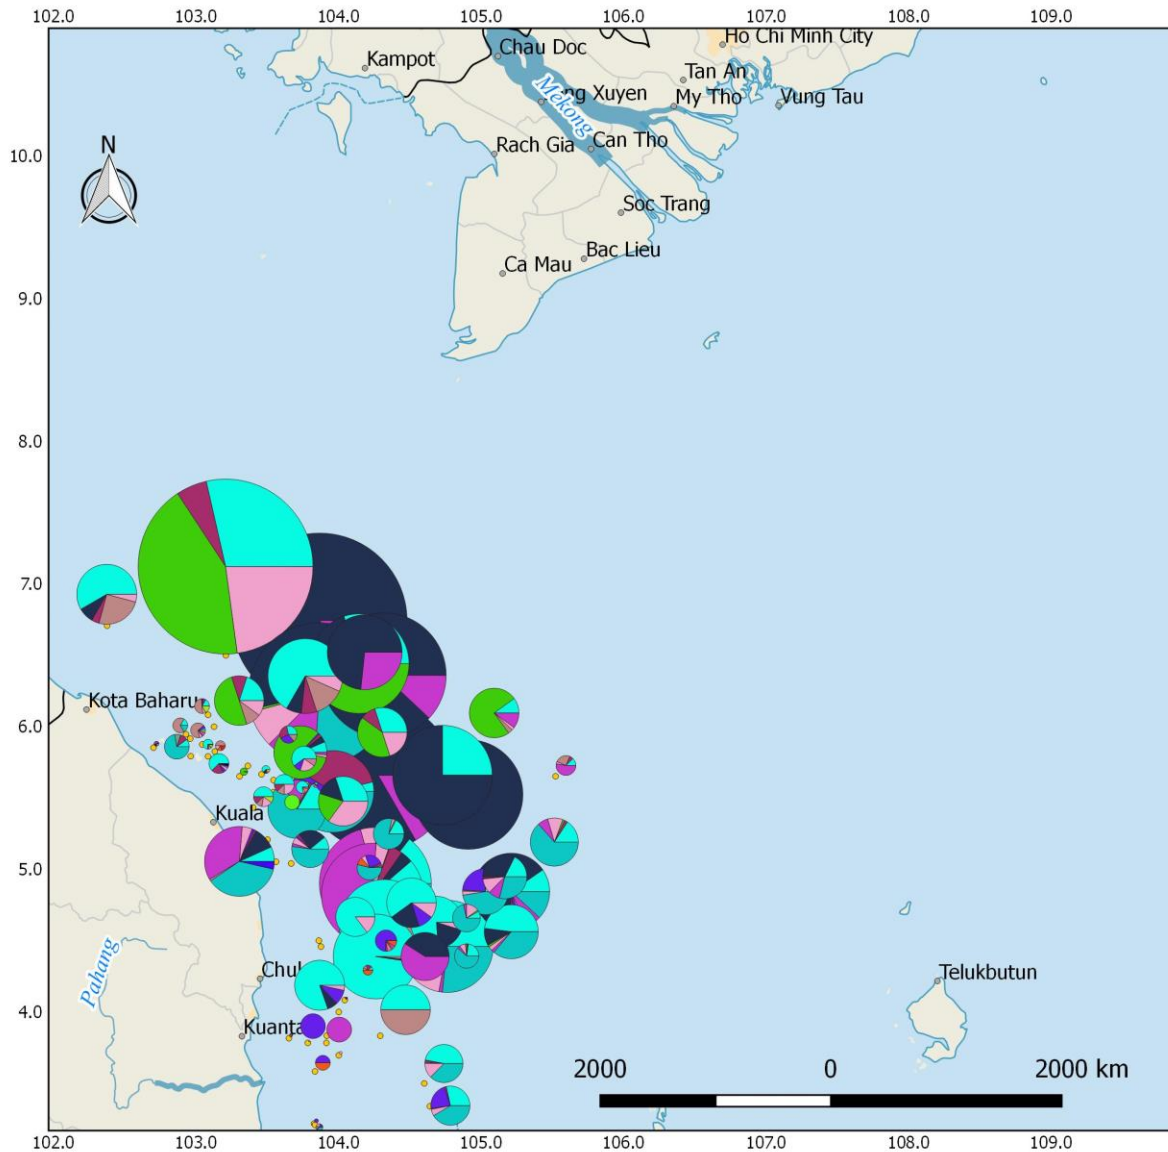 102.0 103.0 104.0 105.0 106.0 107.0 108.0 109.0
Ho Chi Minh City
Chau Doc
Kampot
Tan An
My Tho
Vung Tau
Mekong
N
10.0
Rach Gia
Can Tho
Soc Trang
Bac Lieu
Ca Mau
9.0
8.0
7.0
Kota Baharu
6.0
Kuala
5.0
Pahang
Telukbutun
4.0
2000 0 2000 km
102.0 103.0 104.0 105.0 106.0 107.0 108.0 109.0